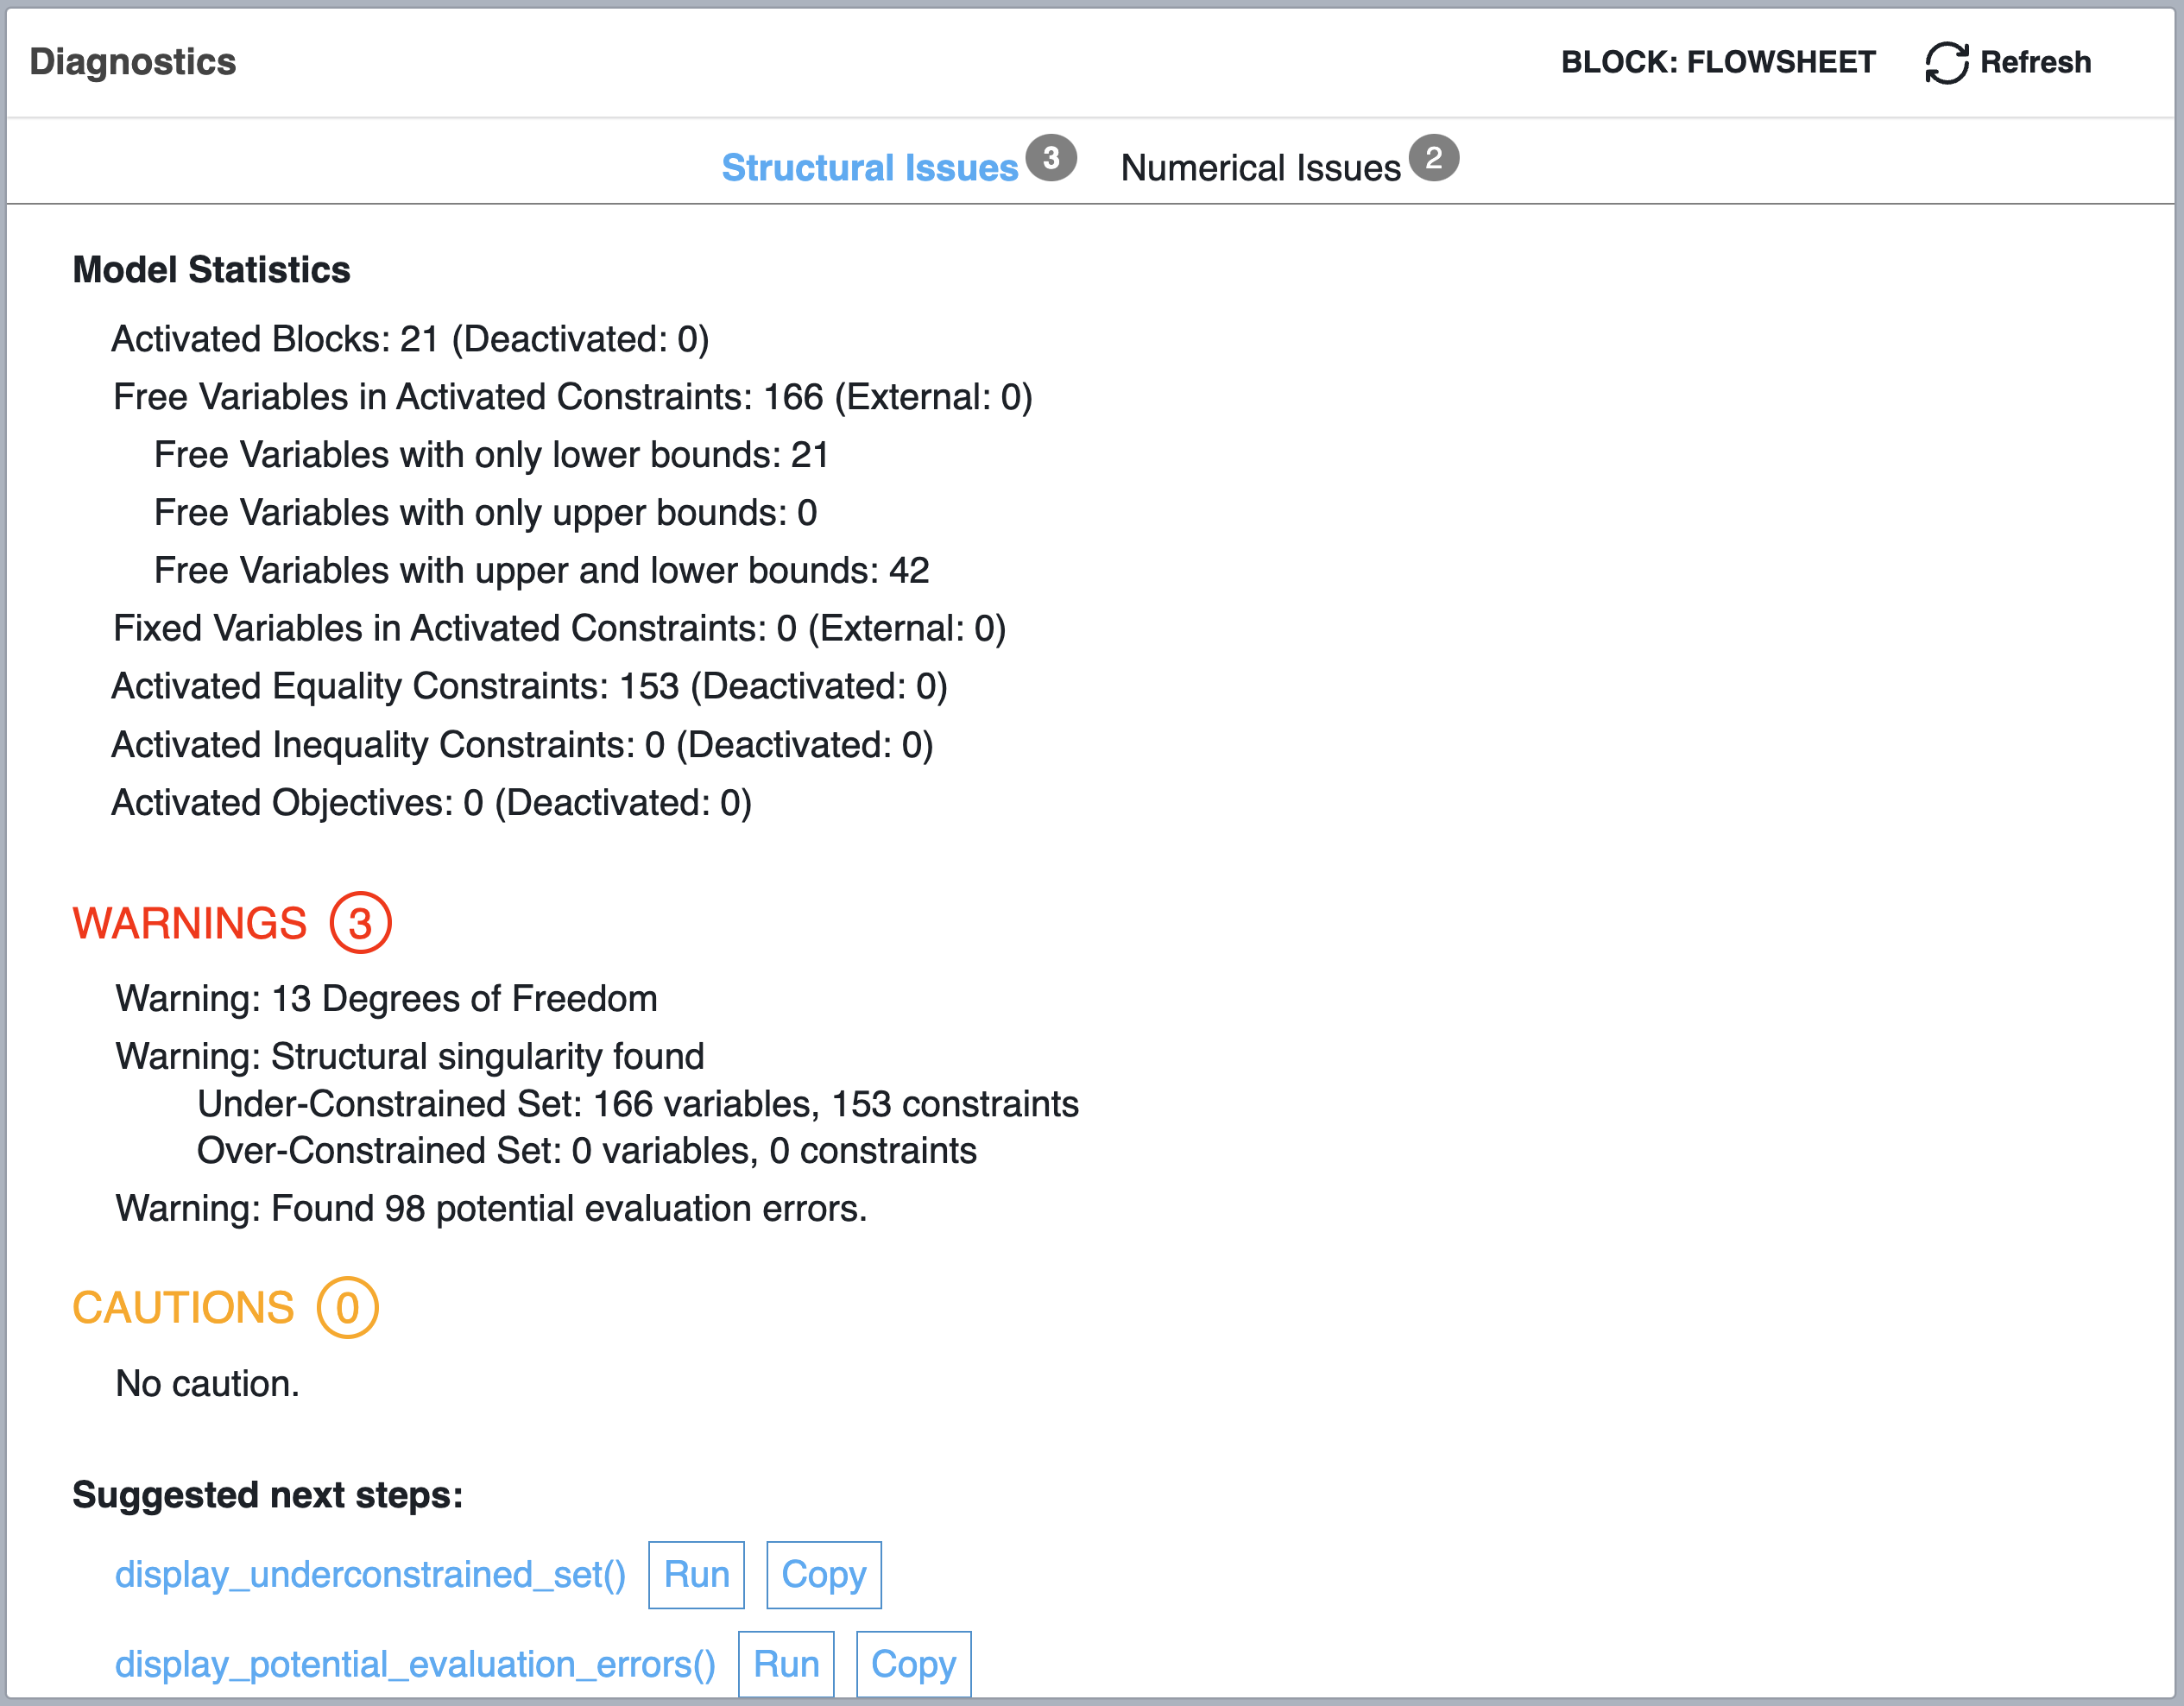 Diagnostics
BLOCK: FLOWSHEET Refresh
Structural Issues 3 Numerical Issues 2
Model Statistics
Activated Blocks: 21 (Deactivated: 0)
Free Variables in Activated Constraints: 166 (External: 0)
Free Variables with only lower bounds: 21
Free Variables with only upper bounds: 0
Free Variables with upper and lower bounds: 42
Fixed Variables in Activated Constraints: 0 (External: 0)
Activated Equality Constraints: 153 (Deactivated: 0)
Activated Inequality Constraints: 0 (Deactivated: 0)
Activated Objectives: 0 (Deactivated: 0)
WARNINGS 3
Warning: 13 Degrees of Freedom
Warning: Structural singularity found
Under-Constrained Set: 166 variables, 153 constraints
Over-Constrained Set: 0 variables, 0 constraints
Warning: Found 98 potential evaluation errors.
CAUTIONS 0
No caution.
Suggested next steps:
display_underconstrained_set() Run Copy
display_potential_evaluation_errors() Run Copy